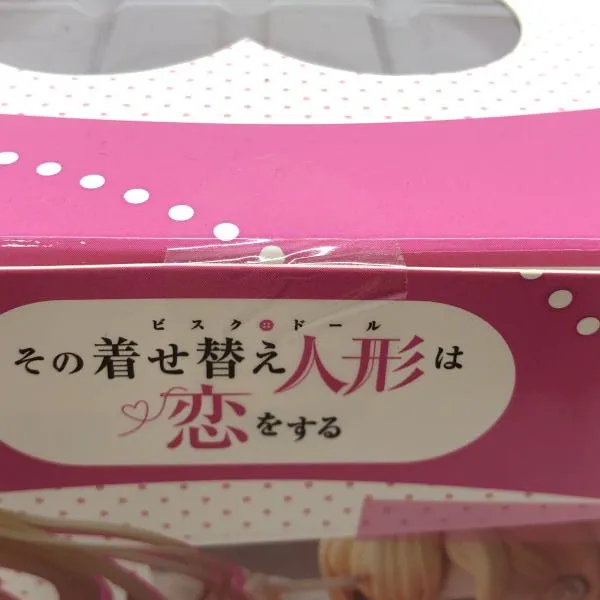 ビスク・ドール
その着せ替え人形は
恋をする